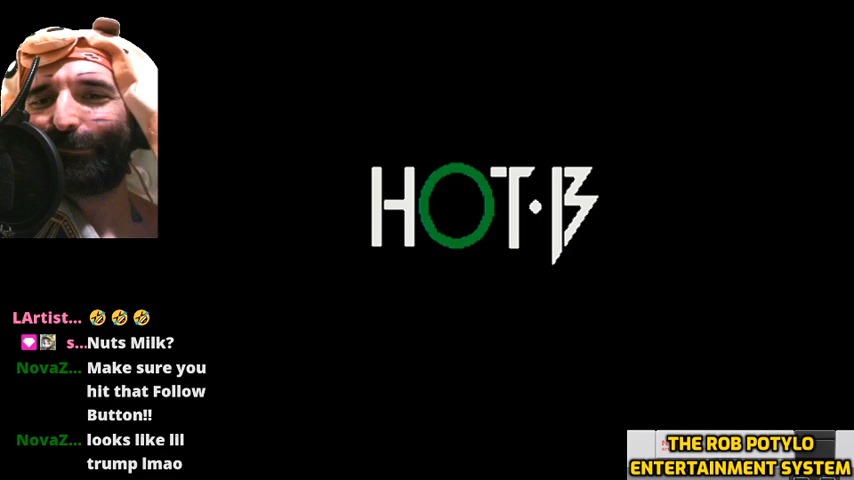 HOT·B
LArtist... 🤣 🤣 🤣
s...Nuts Milk?
NovaZ... Make sure you
hit that Follow
Button!!
NovaZ... looks like lil
trump lmao
THE ROB POTYLO
ENTERTAINMENT SYSTEM